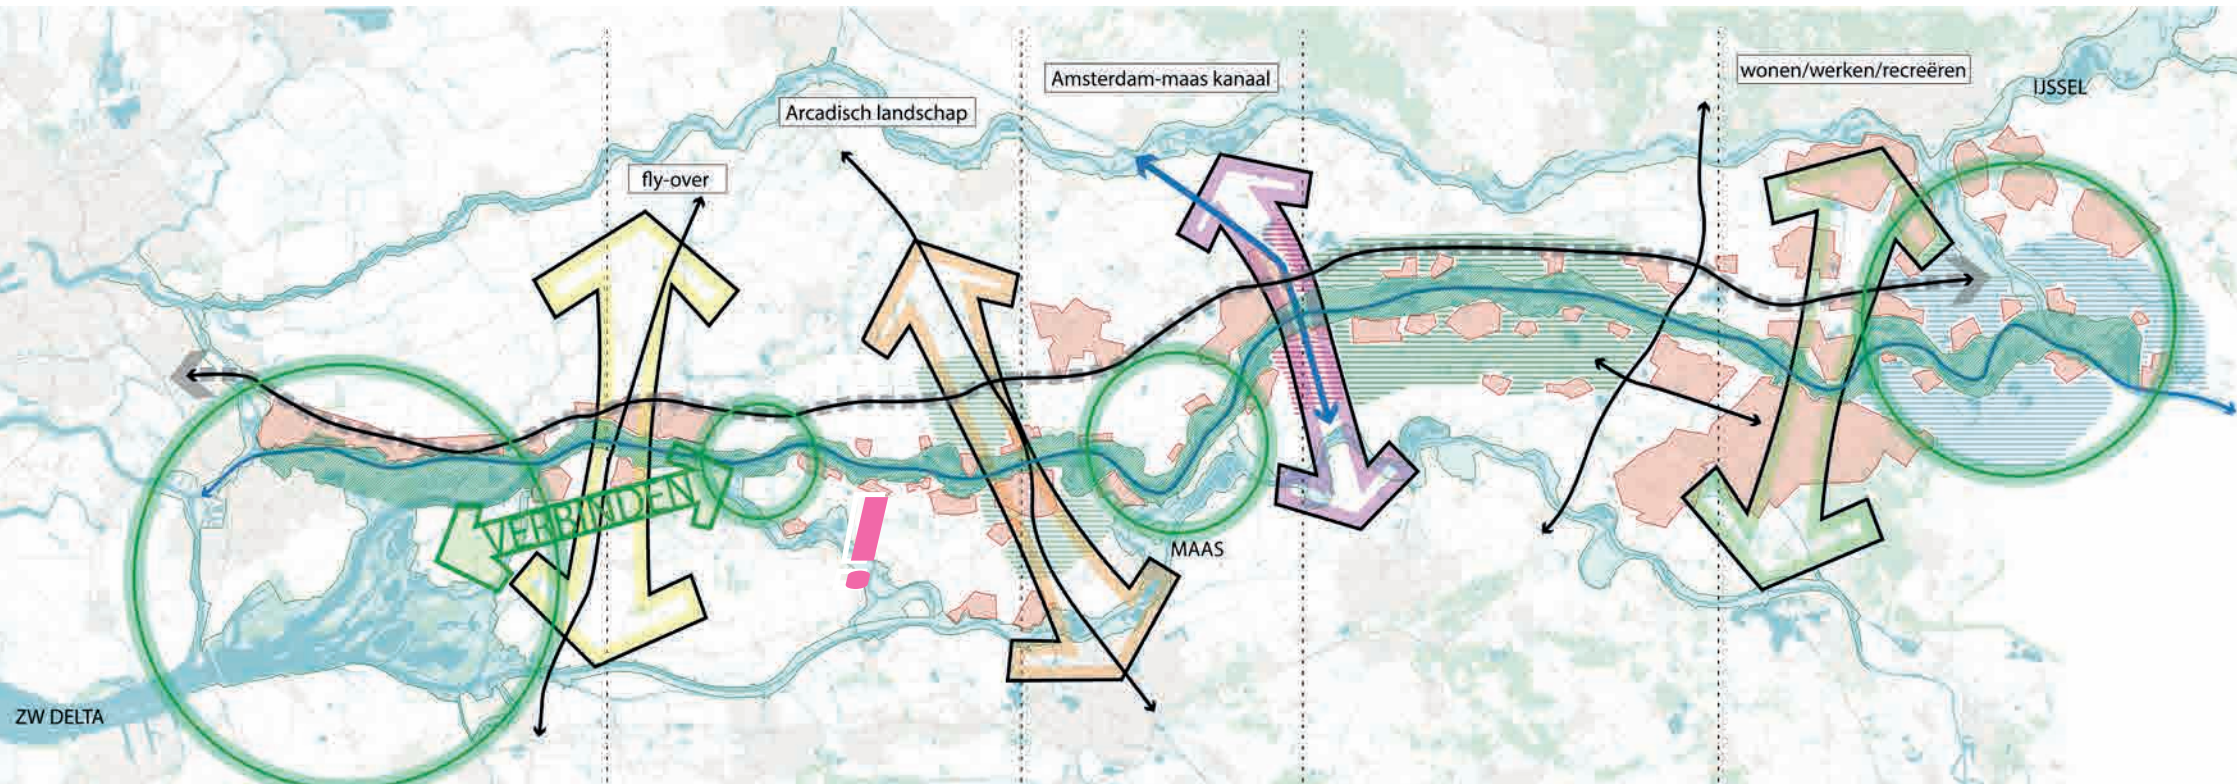 wonen/werken/recreëren
Amsterdam-maas kanaal
IJSSEL
Arcadisch landschap
fly-over
VERBINDEN
!
MAAS
ZW DELTA